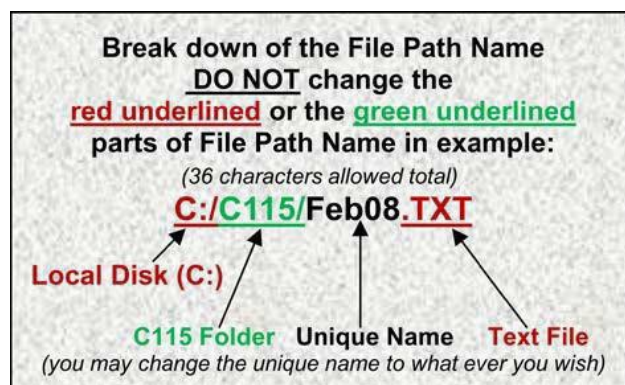 Break down of the File Path Name
DO NOT change the
red underlined or the green underlined
parts of File Path Name in example:
(36 characters allowed total)
C:/C115/Feb08.TXT
Local Disk (C:)
C115 Folder Unique Name Text File
(you may change the unique name to what ever you wish)